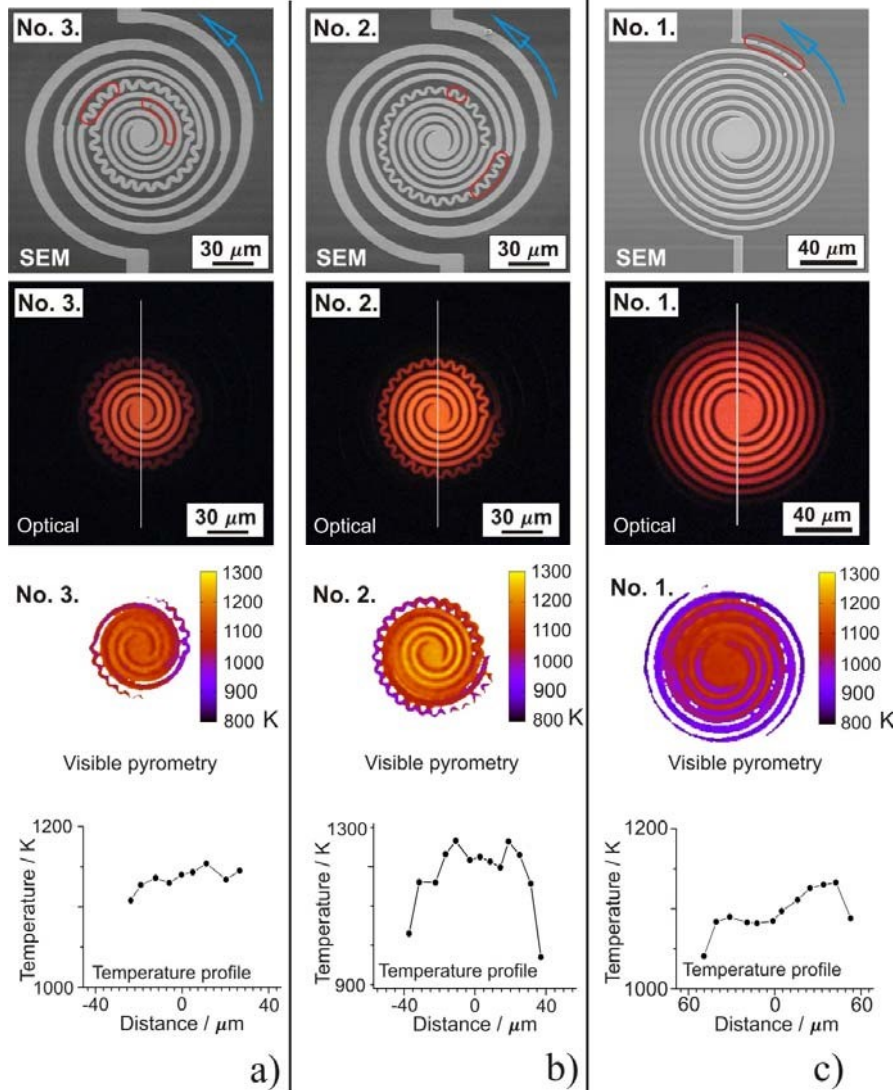 No. 3.
SEM
30 μm
No. 3.
Optical
30 μm
No. 3.
1300
1200
1100
1000
900
800 K
Visible pyrometry
1200
1000
Temperature / K
Temperature profile
-40
0
40
Distance / μm
a)
No. 2.
SEM
30 μm
No. 2.
Optical
30 μm
No. 2.
1300
1200
1100
1000
900
800 K
Visible pyrometry
1300
900
Temperature / K
Temperature profile
-40
0
40
Distance / μm
b)
No. 1.
SEM
40 μm
No. 1.
Optical
40 μm
No. 1.
1300
1200
1100
1000
900
800 K
Visible pyrometry
1200
1000
Temperature / K
Temperature profile
60
0
60
Distance / μm
c)